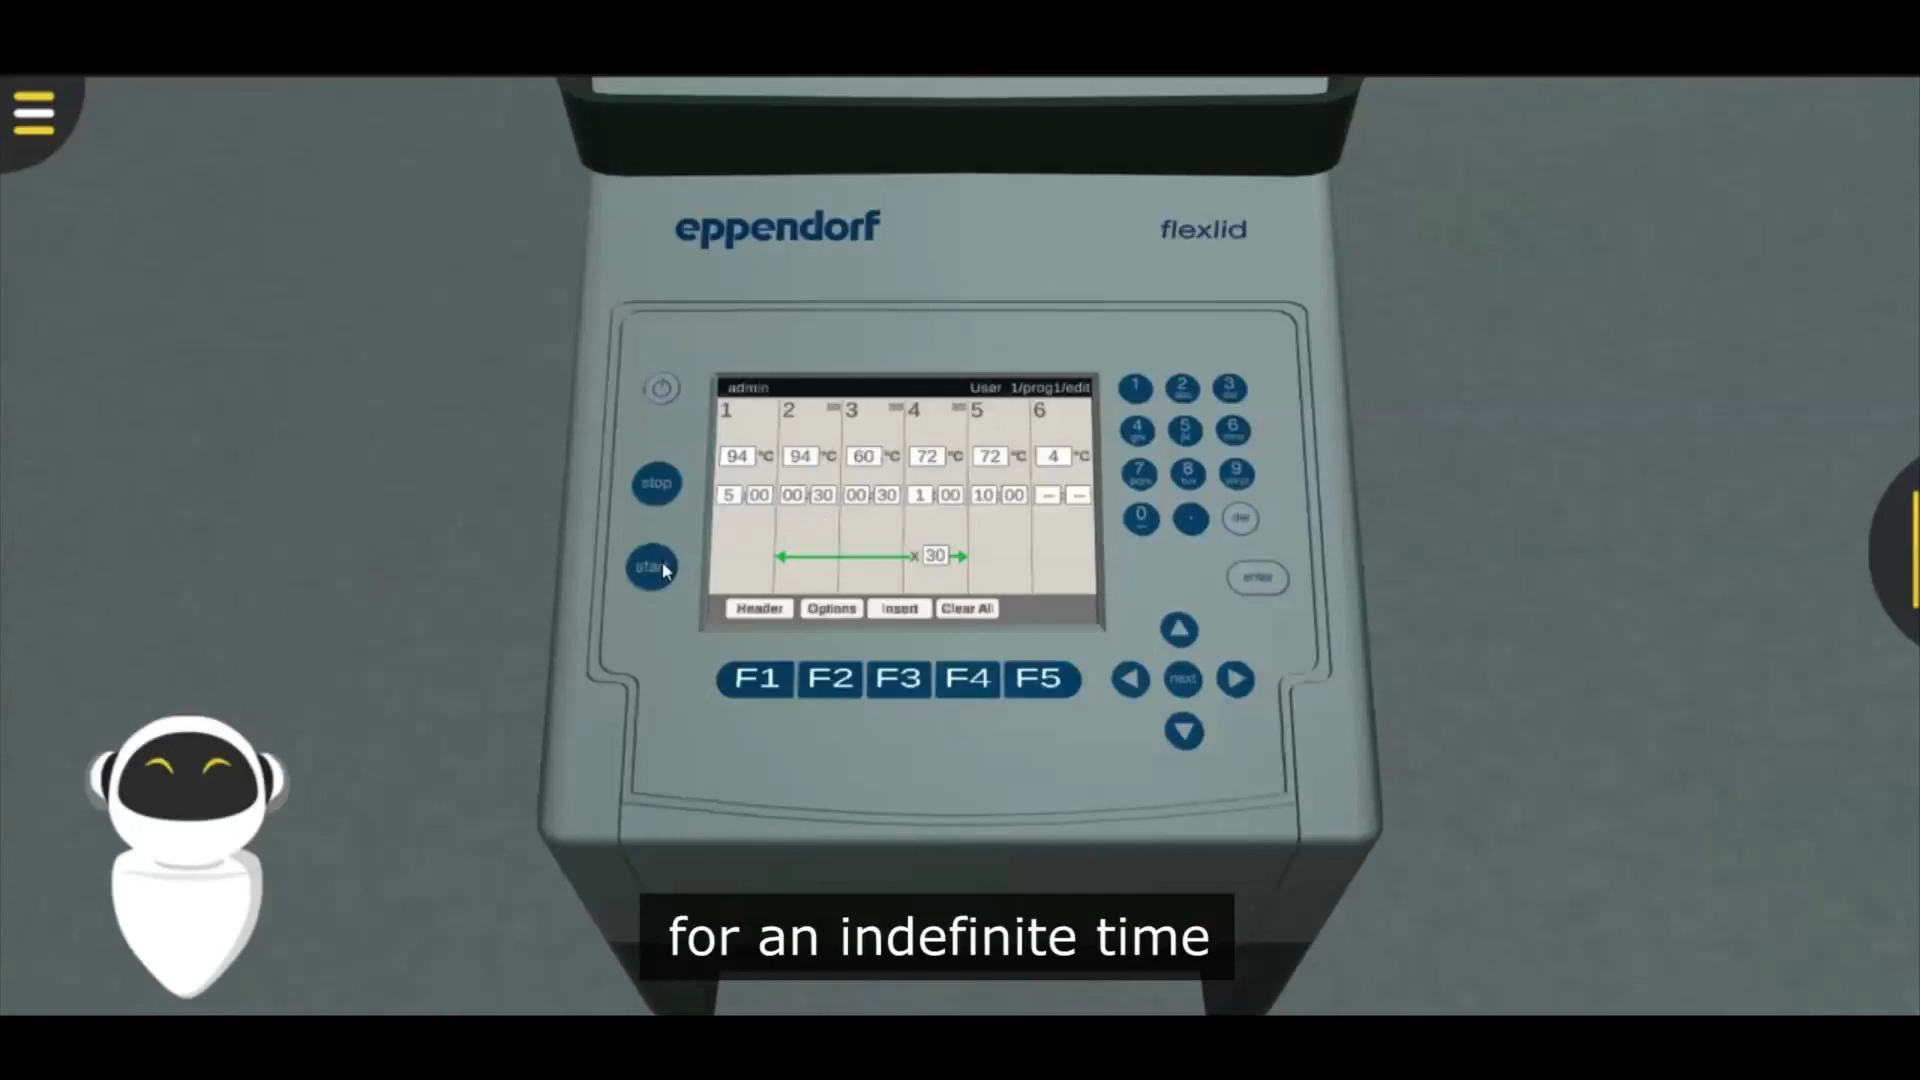 eppendorf
flexlid
admin User 1/prog1/edit
1 2 3 4 5 6
94 °C 94 °C 60 °C 72 °C 72 °C 4 °C
5 00 00 30 00 30 1 00 10 00 – –
x 30
Header Options Insert Clear All
F1 F2 F3 F4 F5
stop
start
1 2 3
4 5 6
7 8 9
0 . del
enter
next
for an indefinite time